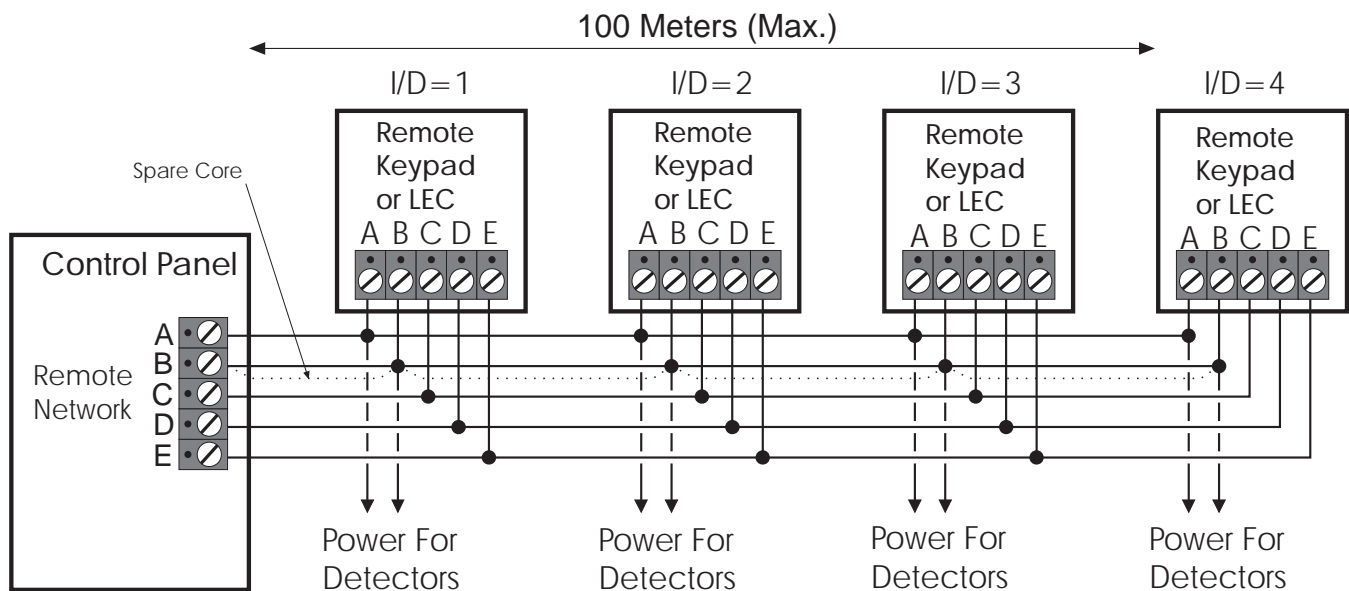 100 Meters (Max.)
I/D=1
I/D=2
I/D=3
I/D=4
Remote
Keypad
or LEC
A B C D E
Remote
Keypad
or LEC
A B C D E
Remote
Keypad
or LEC
A B C D E
Remote
Keypad
or LEC
A B C D E
Spare Core
Control Panel
Remote
Network
A
B
C
D
E
Power For
Detectors
Power For
Detectors
Power For
Detectors
Power For
Detectors